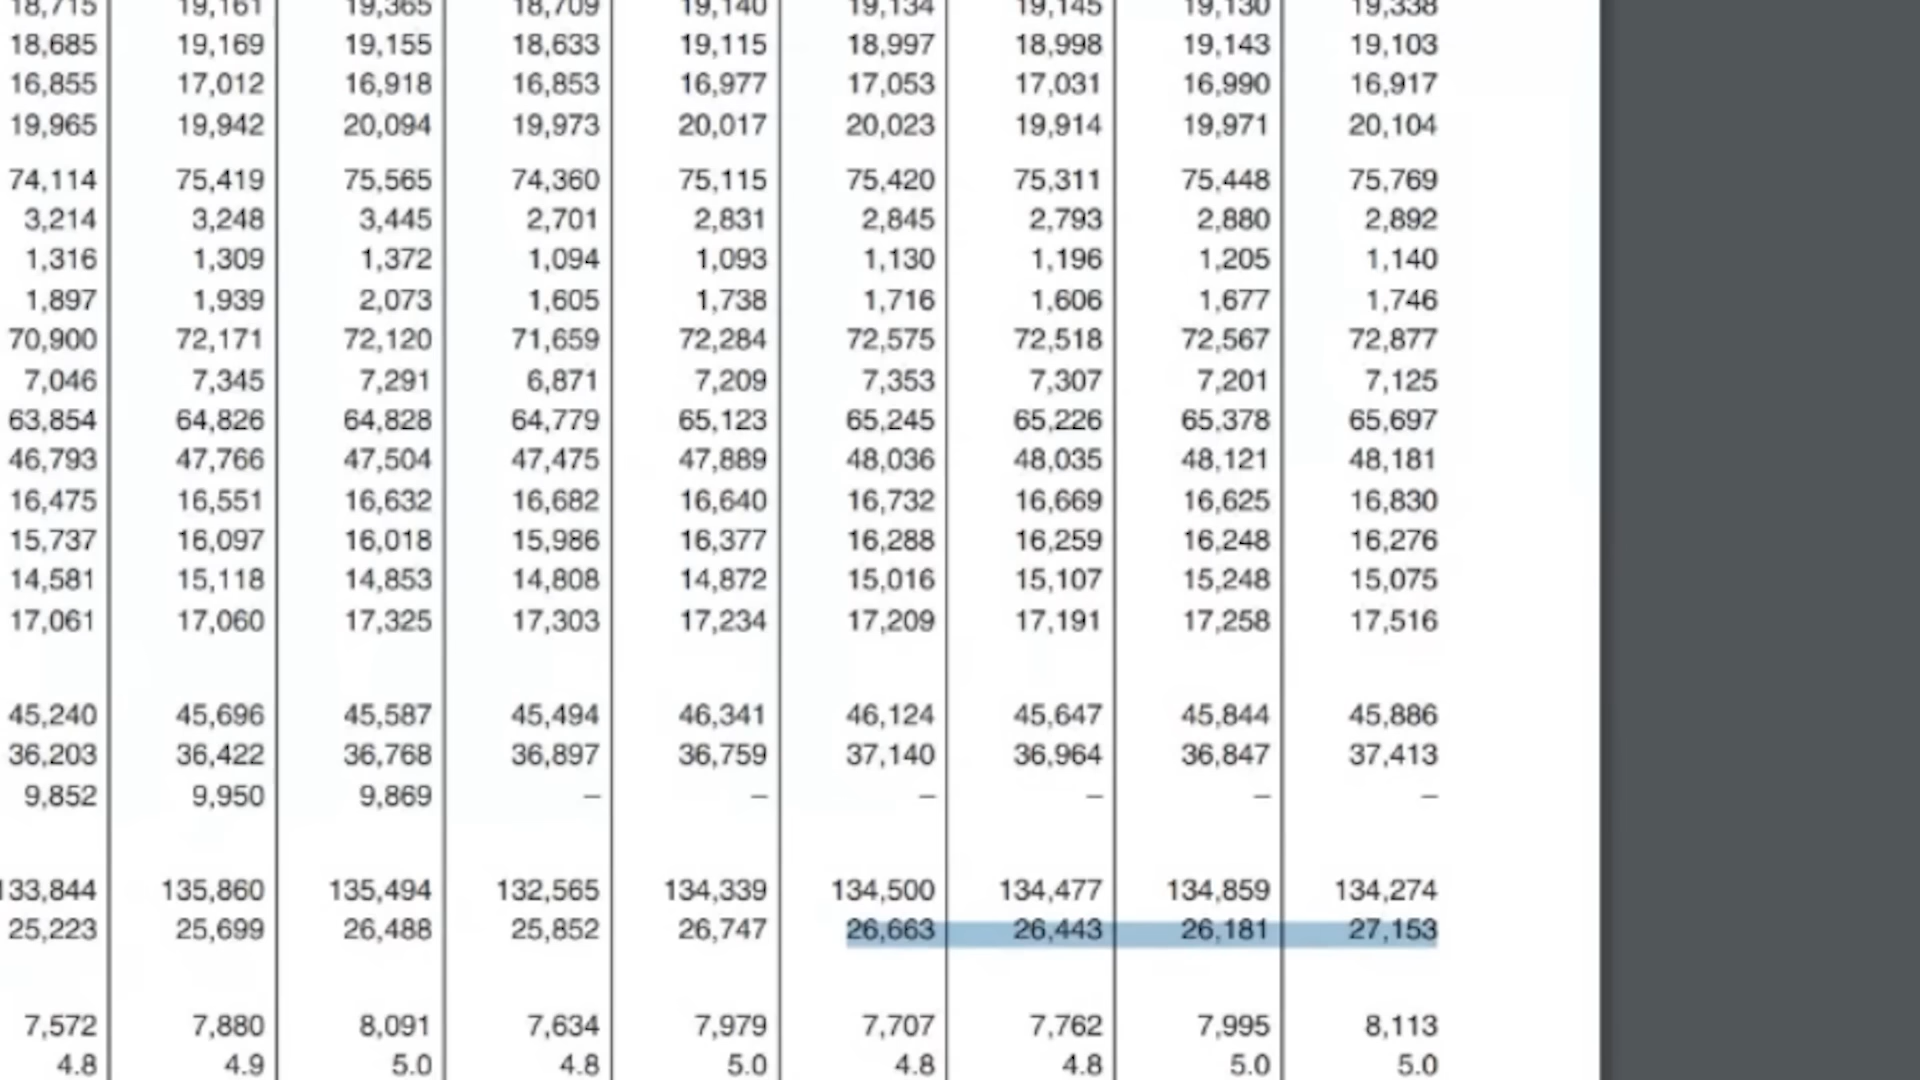 18,715 19,161 19,365 18,709 19,140 19,134 19,145 19,130 19,338
18,685 19,169 19,155 18,633 19,115 18,997 18,998 19,143 19,103
16,855 17,012 16,918 16,853 16,977 17,053 17,031 16,990 16,917
19,965 19,942 20,094 19,973 20,017 20,023 19,914 19,971 20,104
74,114 75,419 75,565 74,360 75,115 75,420 75,311 75,448 75,769
3,214 3,248 3,445 2,701 2,831 2,845 2,793 2,880 2,892
1,316 1,309 1,372 1,094 1,093 1,130 1,196 1,205 1,140
1,897 1,939 2,073 1,605 1,738 1,716 1,606 1,677 1,746
70,900 72,171 72,120 71,659 72,284 72,575 72,518 72,567 72,877
7,046 7,345 7,291 6,871 7,209 7,353 7,307 7,201 7,125
63,854 64,826 64,828 64,779 65,123 65,245 65,226 65,378 65,697
46,793 47,766 47,504 47,475 47,889 48,036 48,035 48,121 48,181
16,475 16,551 16,632 16,682 16,640 16,732 16,669 16,625 16,830
15,737 16,097 16,018 15,986 16,377 16,288 16,259 16,248 16,276
14,581 15,118 14,853 14,808 14,872 15,016 15,107 15,248 15,075
17,061 17,060 17,325 17,303 17,234 17,209 17,191 17,258 17,516
45,240 45,696 45,587 45,494 46,341 46,124 45,647 45,844 45,886
36,203 36,422 36,768 36,897 36,759 37,140 36,964 36,847 37,413
9,852 9,950 9,869 – – – – – –
133,844 135,860 135,494 132,565 134,339 134,500 134,477 134,859 134,274
25,223 25,699 26,488 25,852 26,747 26,663 26,443 26,181 27,153
7,572 7,880 8,091 7,634 7,979 7,707 7,762 7,995 8,113
4.8 4.9 5.0 4.8 5.0 4.8 4.8 5.0 5.0